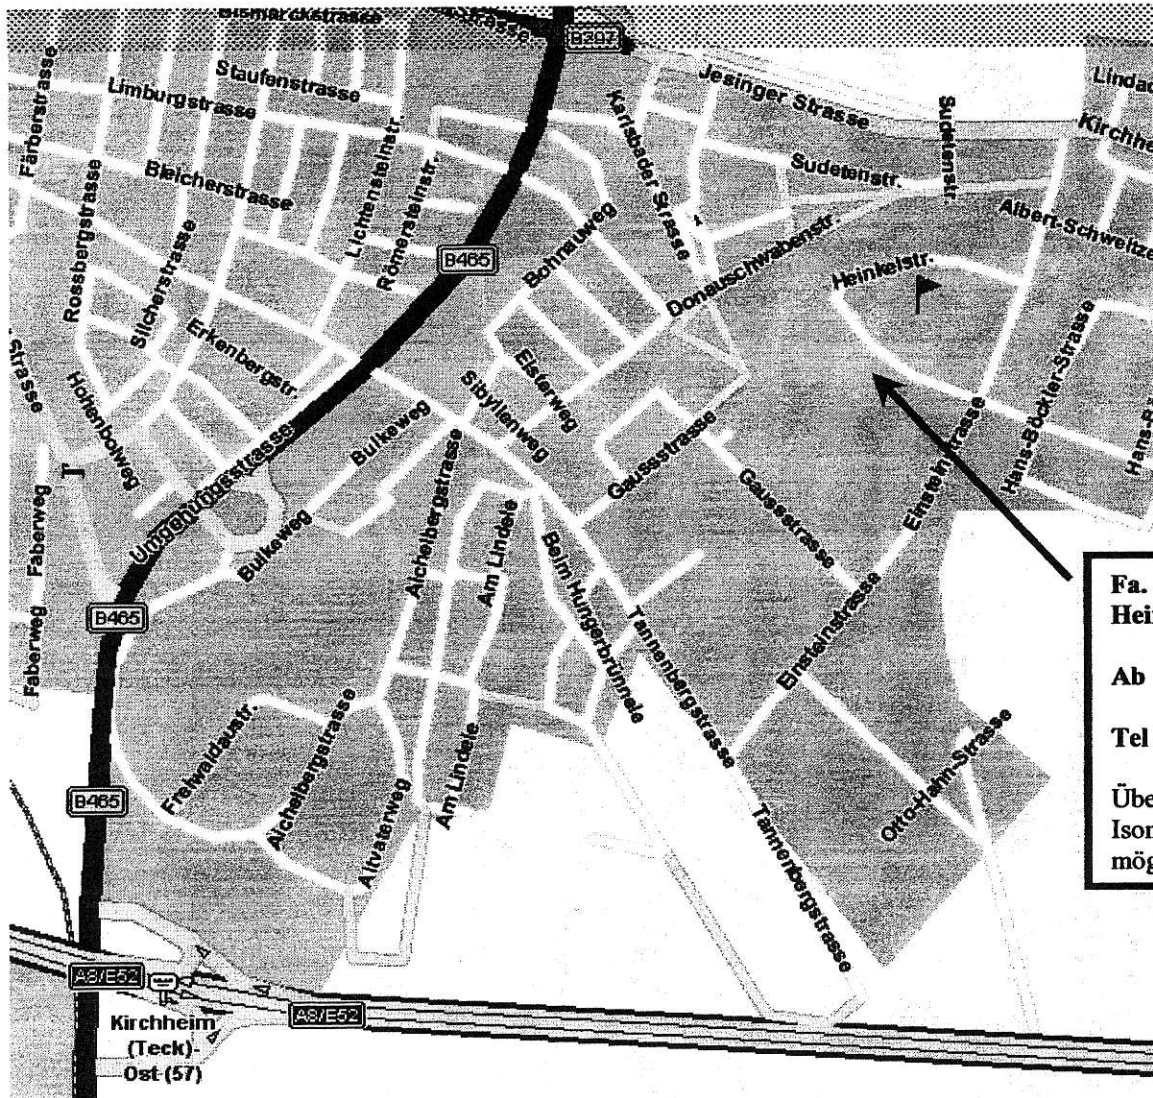 Bismarckstrasse
B297
Staufenstrasse
Limburgstrasse
Färberstrasse
Bleicherstrasse
Rossbergstrasse
Silcherstrasse
Lichtensteinstr.
Römersteinstr.
Karlsbader Strasse
Jesinger Strasse
Sudetenstr.
Sudetenstr.
Albert-Schweitze
B465
Bohnauweg
Donauschwabenstr.
Heinkelstr.
Erkenbergstr.
Strasse
Hohenbolweg
Elsterweg
Sibyllenweg
Hans-Böckler-Strasse
Umgehungsstrasse
Bulkeweg
Aichelbergstrasse
Gaussstrasse
Gaussstrasse
Einsteinstrasse
Faberweg
Faberweg
Bulkeweg
Am Lindele
Beim Hungerbrünnele
Einsteinstrasse
B465
Tannenbergstrasse
Fa.
Hei
Ab
Tel
Übe
Ison
mög
Freiwaldaustr.
Aichelbergstrasse
Altvaterweg
Am Lindele
Otto-Hahn-Strasse
B465
Tannenbergstrasse
A8/E52
A8/E52
Kirchheim
(Teck)-
Ost (57)